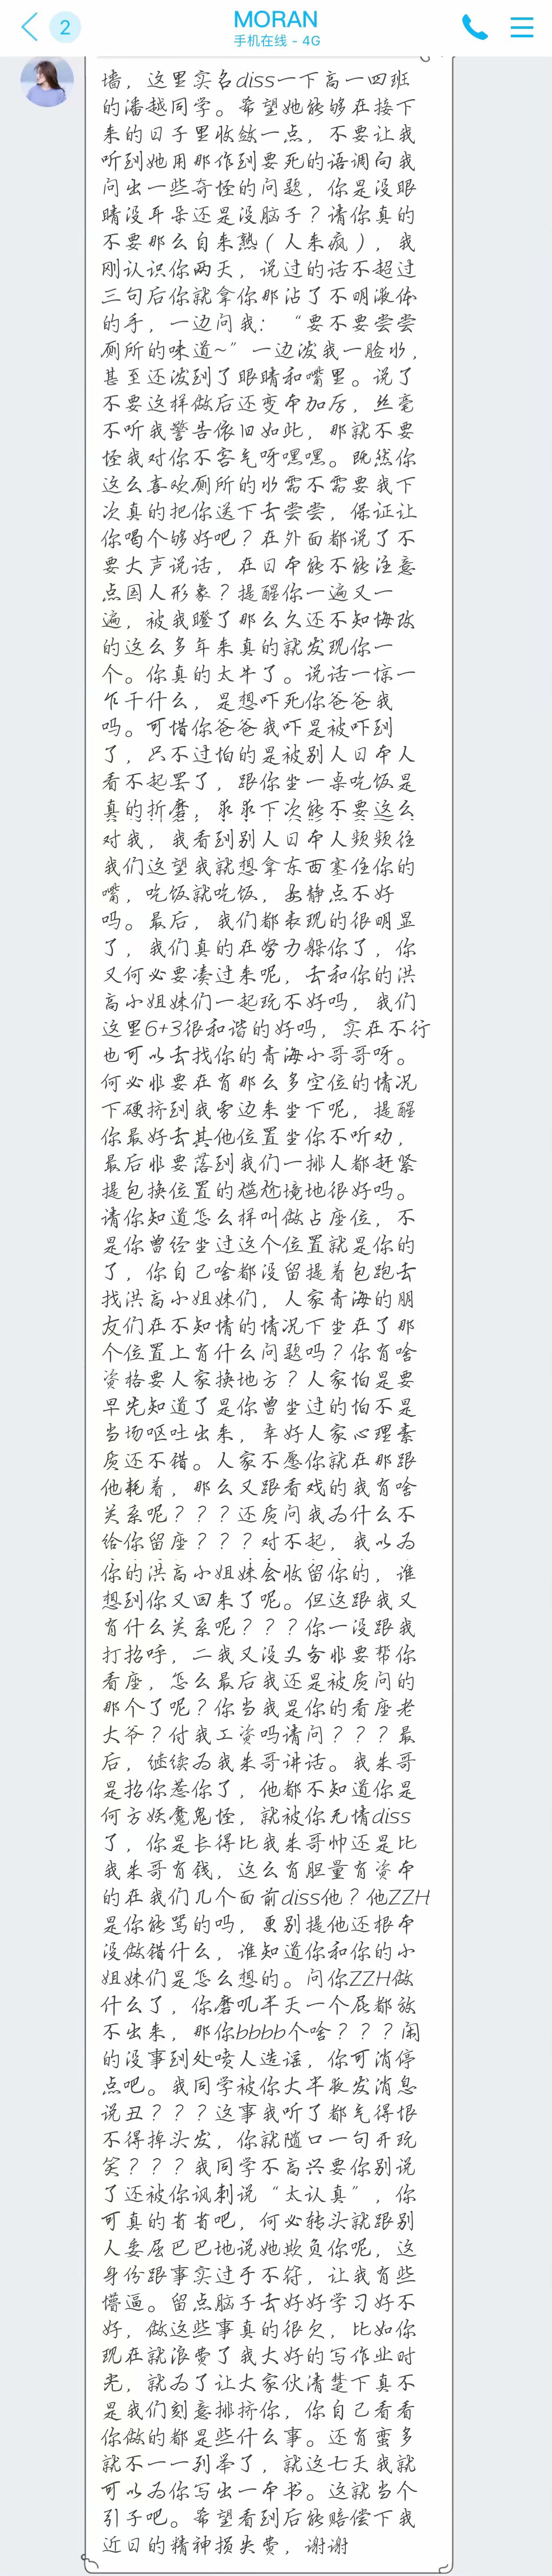 2
MORAN
手机在线 - 4G
墙，这里实名diss一下高一四班
的潘越同学。希望她能够在接下
来的日子里收敛一点，不要让我
听到她用那作到要死的语调向我
问出一些奇怪的问题，你是没眼
睛没耳朵还是没脑子？请你真的
不要那么自来熟（人来疯），我
刚认识你两天，说过的话不超过
三句后你就拿你那沾了不明液体
的手，一边问我：“要不要尝尝
厕所的味道~”一边泼我一脸水，
甚至还泼到了眼睛和嘴里。说了
不要这样做后还变本加厉，丝毫
不听我警告依旧如此，那就不要
怪我对你不客气呀嘿嘿。既然你
这么喜欢厕所的水需不需要我下
次真的把你送下去尝尝，保证让
你喝个够好吧？在外面都说了不
要大声说话，在日本能不能注意
点国人形象？提醒你一遍又一
遍，被我瞪了那么久还不知悔改
的这么多年来真的就发现你一
个。你真的太牛了。说话一惊一
乍干什么，是想吓死你爸爸我
吗。可惜你爸爸我吓是被吓到
了，只不过怕的是被别人日本人
看不起罢了，跟你坐一桌吃饭是
真的折磨，求求下次能不要这么
对我，我看到别人日本人频频往
我们这望我就想拿东西塞住你的
嘴，吃饭就吃饭，安静点不好
吗。最后，我们都表现的很明显
了，我们真的在努力躲你了，你
又何必要凑过来呢，去和你的洪
高小姐妹们一起玩不好吗，我们
这里6+3很和谐的好吗，实在不行
也可以去找你的青海小哥哥呀。
何必非要在有那么多空位的情况
下硬挤到我旁边来坐下呢，提醒
你最好去其他位置坐你不听劝，
最后非要落到我们一排人都赶紧
提包换位置的尴尬境地很好吗。
请你知道怎么样叫做占座位，不
是你曾经坐过这个位置就是你的
了，你自己啥都没留提着包跑去
找洪高小姐妹们，人家青海的朋
友们在不知情的情况下坐在了那
个位置上有什么问题吗？你有啥
资格要人家换地方？人家怕是要
早先知道了是你曾坐过的怕不是
当场呕吐出来，幸好人家心理素
质还不错。人家不愿你就在那跟
他耗着，那么又跟看戏的我有啥
关系呢？？？还质问我为什么不
给你留座？？？对不起，我以为
你的洪高小姐妹会收留你的，谁
想到你又回来了呢。但这跟我又
有什么关系呢？？？你一没跟我
打招呼，二我又没义务非要帮你
看座，怎么最后我还是被质问的
那个了呢？你当我是你的看座老
大爷？付我工资吗请问？？？最
后，继续为我朱哥讲话。我朱哥
是招你惹你了，他都不知道你是
何方妖魔鬼怪，就被你无情diss
了，你是长得比我朱哥帅还是比
我朱哥有钱，这么有胆量有资本
的在我们几个面前diss他？他ZZH
是你能骂的吗，更别提他还根本
没做错什么，谁知道你和你的小
姐妹们是怎么想的。问你ZZH做
什么了，你磨叽半天一个屁都放
不出来，那你bbbb个啥？？？闹
的没事到处喷人造谣，你可消停
点吧。我同学被你大半夜发消息
说丑？？？这事我听了都气得恨
不得掉头发，你就随口一句开玩
笑？？？我同学不高兴要你别说
了还被你讽刺说“太认真”，你
可真的省省吧，何必转头就跟别
人委屈巴巴地说她欺负你呢，这
身份跟事实过于不符，让我有些
懵逼。留点脑子去好好学习好不
好，做这些事真的很欠，比如你
现在就浪费了我大好的写作业时
光，就为了让大家伙清楚下真不
是我们刻意排挤你，你自己看看
你做的都是些什么事。还有蛮多
就不一一列举了，就这七天我就
可以为你写出一本书。这就当个
引子吧。希望看到后能赔偿下我
近日的精神损失费，谢谢